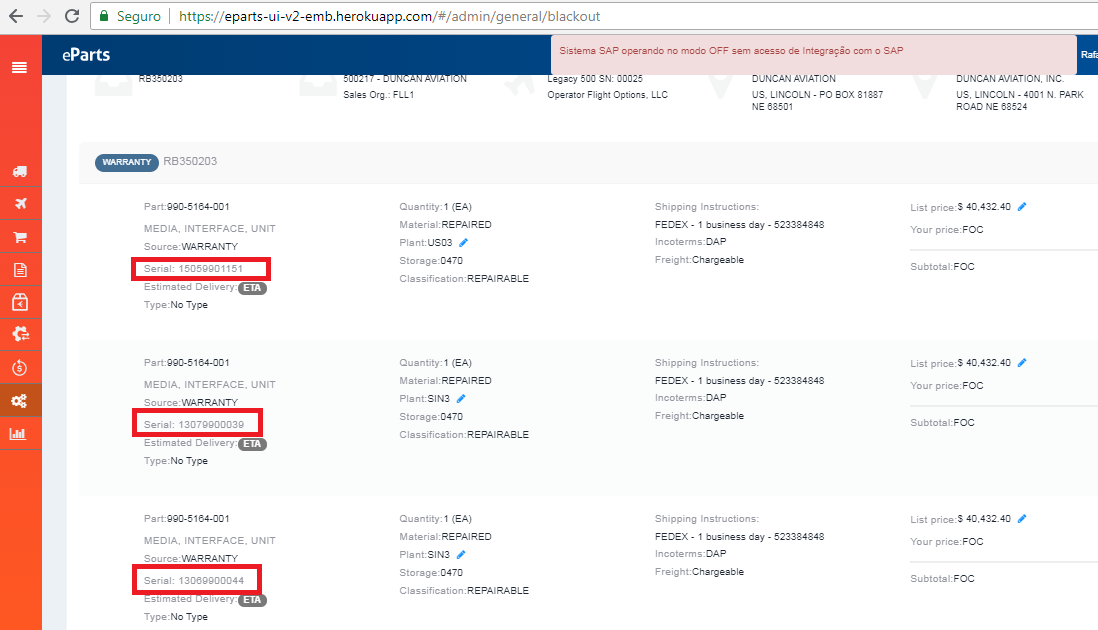 Seguro https://eparts-ui-v2-emb.herokuapp.com/#/admin/general/blackout
eParts
Sistema SAP operando no modo OFF sem acesso de Integração com o SAP
Rafa
RB350203
500217 - DUNCAN AVIATION
Sales Org.: FLL1
Legacy 500 SN: 00025
Operator Flight Options, LLC
DUNCAN AVIATION
US, LINCOLN - PO BOX 81887
NE 68501
DUNCAN AVIATION, INC.
US, LINCOLN - 4001 N. PARK
ROAD NE 68524
WARRANTY RB350203
Part:990-5164-001
MEDIA, INTERFACE, UNIT
Source:WARRANTY
Serial: 15059901151
Estimated Delivery: ETA
Type:No Type
Quantity:1 (EA)
Material:REPAIRED
Plant:US03
Storage:0470
Classification:REPAIRABLE
Shipping Instructions:
FEDEX - 1 business day - 523384848
Incoterms:DAP
Freight:Chargeable
List price:$ 40,432.40
Your price:FOC
Subtotal:FOC
Part:990-5164-001
MEDIA, INTERFACE, UNIT
Source:WARRANTY
Serial: 13079900039
Estimated Delivery: ETA
Type:No Type
Quantity:1 (EA)
Material:REPAIRED
Plant:SIN3
Storage:0470
Classification:REPAIRABLE
Shipping Instructions:
FEDEX - 1 business day - 523384848
Incoterms:DAP
Freight:Chargeable
List price:$ 40,432.40
Your price:FOC
Subtotal:FOC
Part:990-5164-001
MEDIA, INTERFACE, UNIT
Source:WARRANTY
Serial: 13069900044
Estimated Delivery: ETA
Type:No Type
Quantity:1 (EA)
Material:REPAIRED
Plant:SIN3
Storage:0470
Classification:REPAIRABLE
Shipping Instructions:
FEDEX - 1 business day - 523384848
Incoterms:DAP
Freight:Chargeable
List price:$ 40,432.40
Your price:FOC
Subtotal:FOC